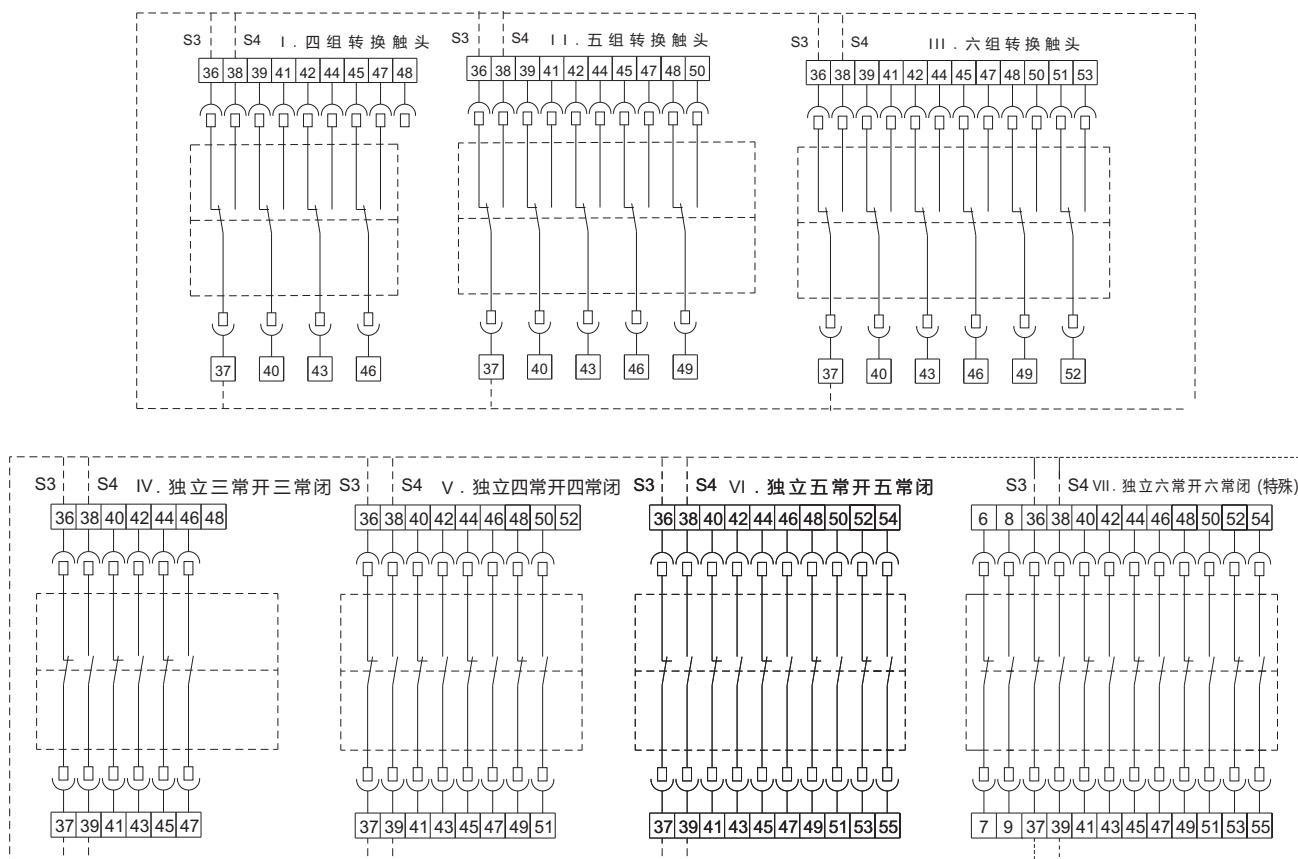 S3 S4 I . 四组转换触头
36 38 39 41 42 44 45 47 48
37 40 43 46
S3 S4 II . 五组转换触头
36 38 39 41 42 44 45 47 48 50
37 40 43 46 49
S3 S4 III . 六组转换触头
36 38 39 41 42 44 45 47 48 50 51 53
37 40 43 46 49 52
S3 S4 IV . 独立三常开三常闭
36 38 40 42 44 46 48
37 39 41 43 45 47
S3 S4 V . 独立四常开四常闭
36 38 40 42 44 46 48 50 52
37 39 41 43 45 47 49 51
S3 S4 VI . 独立五常开五常闭
36 38 40 42 44 46 48 50 52 54
37 39 41 43 45 47 49 51 53 55
S3 S4 VII . 独立六常开六常闭 (特殊)
6 8 36 38 40 42 44 46 48 50 52 54
7 9 37 39 41 43 45 47 49 51 53 55